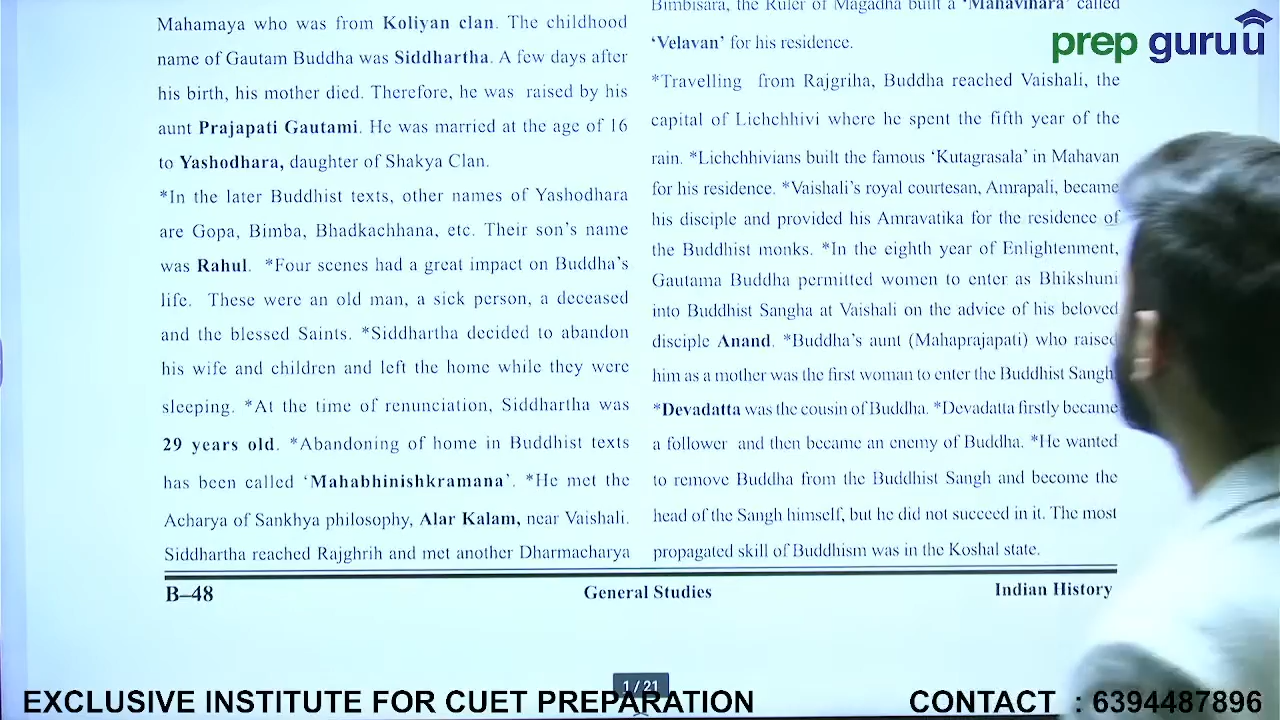 Mahamaya who was from Koliyan clan. The childhood
name of Gautam Buddha was Siddhartha. A few days after
his birth, his mother died. Therefore, he was raised by his
aunt Prajapati Gautami. He was married at the age of 16
to Yashodhara, daughter of Shakya Clan.
*In the later Buddhist texts, other names of Yashodhara
are Gopa, Bimba, Bhadkachhana, etc. Their son's name
was Rahul. *Four scenes had a great impact on Buddha's
life. These were an old man, a sick person, a deceased
and the blessed Saints. *Siddhartha decided to abandon
his wife and children and left the home while they were
sleeping. *At the time of renunciation, Siddhartha was
29 years old. *Abandoning of home in Buddhist texts
has been called 'Mahabhinishkramana'. *He met the
Acharya of Sankhya philosophy, Alar Kalam, near Vaishali.
Siddhartha reached Rajghrih and met another Dharmacharya
Bimbisara, the Ruler of Magadha built a 'Mahavihara' called
'Velavan' for his residence.
*Travelling from Rajgriha, Buddha reached Vaishali, the
capital of Lichchhivi where he spent the fifth year of the
rain. *Lichchhivians built the famous 'Kutagrasala' in Mahavan
for his residence. *Vaishali's royal courtesan, Amrapali, became
his disciple and provided his Amravatika for the residence of
the Buddhist monks. *In the eighth year of Enlightenment,
Gautama Buddha permitted women to enter as Bhikshuni
into Buddhist Sangha at Vaishali on the advice of his beloved
disciple Anand. *Buddha's aunt (Mahaprajapati) who raised
him as a mother was the first woman to enter the Buddhist Sangh.
*Devadatta was the cousin of Buddha. *Devadatta firstly became
a follower and then became an enemy of Buddha. *He wanted
to remove Buddha from the Buddhist Sangh and become the
head of the Sangh himself, but he did not succeed in it. The most
propagated skill of Buddhism was in the Koshal state.
B–48 General Studies Indian History
prep guruu
1 / 21
EXCLUSIVE INSTITUTE FOR CUET PREPARATION CONTACT : 6394487896